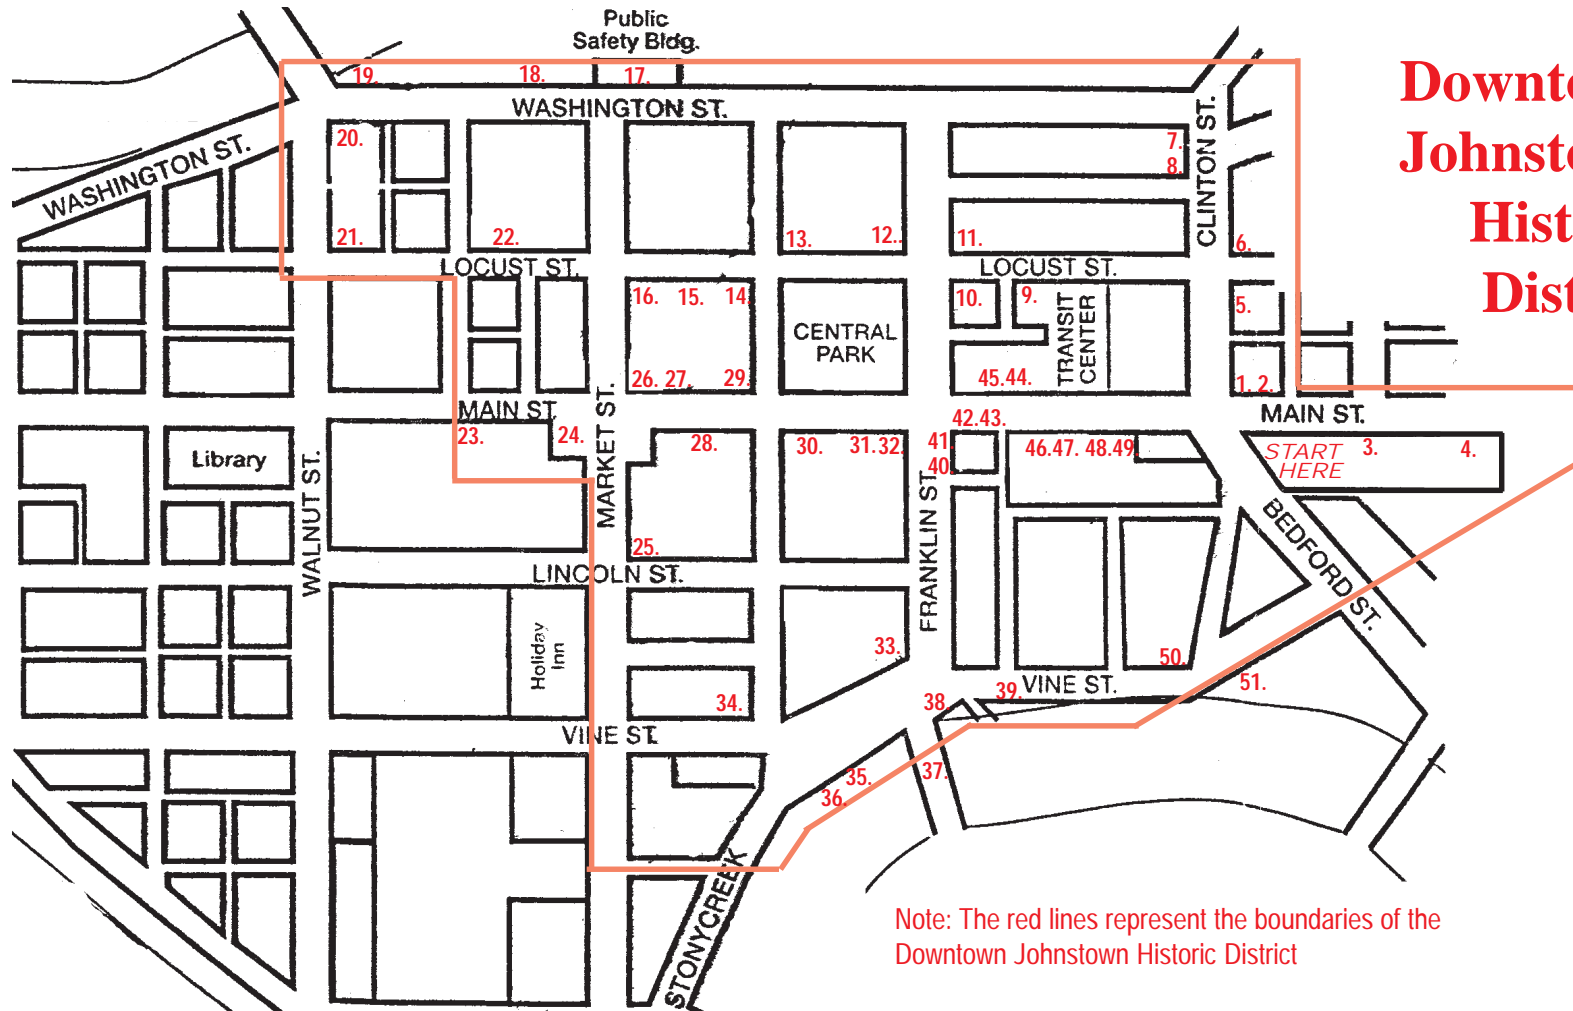 Public
Safety Bldg.
19.
18.
17.
WASHINGTON ST.
WASHINGTON ST.
CLINTON ST.
Downto
Johnsto
Hist
Dist
20.
7.
8.
21.
22.
13.
12..
11.
6.
LOCUST ST.
LOCUST ST.
16.
15.
14.
10.
9.
5.
CENTRAL
PARK
TRANSIT
CENTER
26.
27.
29.
45.44.
1.
2.
MAIN ST.
MAIN ST.
MARKET ST.
23.
24.
28.
30.
31.
32.
42.43.
41
40.
46.47.
48.49.
START
HERE
3.
4.
Library
WALNUT ST.
FRANKLIN ST.
BEDFORD ST.
25.
LINCOLN ST.
Holiday
Inn
33.
50.
34.
38.
39.
VINE ST.
51.
VINE ST.
35.
36.
37.
STONYCREEK
Note: The red lines represent the boundaries of the
Downtown Johnstown Historic District